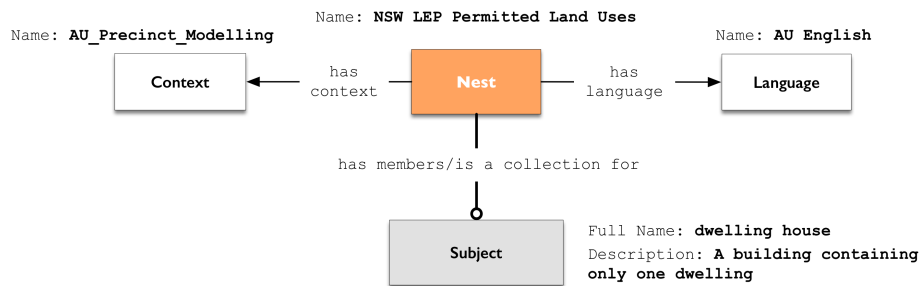 Name: NSW LEP Permitted Land Uses
Name: AU_Precinct_Modelling
Name: AU English
Context
has
context
Nest
has
language
Language
has members/is a collection for
Subject
Full Name: dwelling house
Description: A building containing
only one dwelling